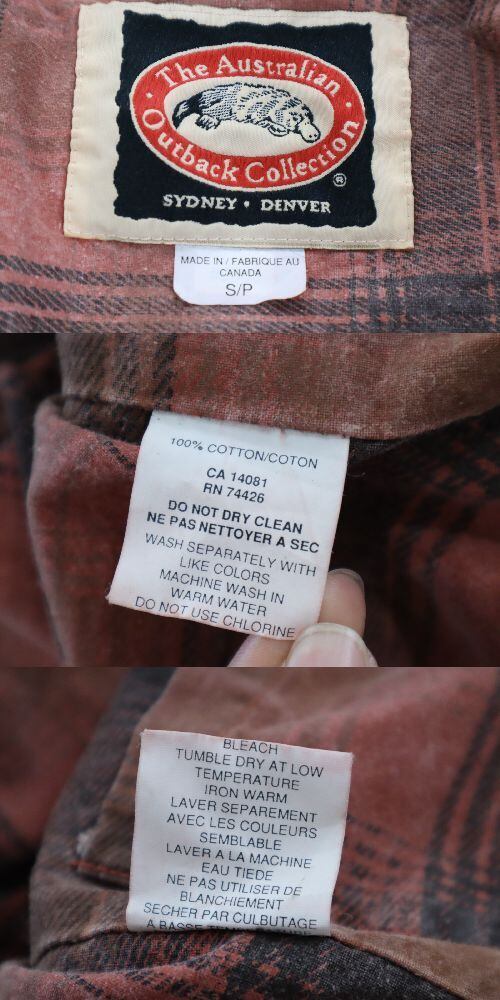 The Australian
Outback Collection
®
SYDNEY • DENVER
MADE IN / FABRIQUE AU
CANADA
S/P
100% COTTON/COTON
CA 14081
RN 74426
DO NOT DRY CLEAN
NE PAS NETTOYER A SEC
WASH SEPARATELY WITH
LIKE COLORS
MACHINE WASH IN
WARM WATER
DO NOT USE CHLORINE
BLEACH
TUMBLE DRY AT LOW
TEMPERATURE
IRON WARM
LAVER SEPAREMENT
AVEC LES COULEURS
SEMBLABLE
LAVER A LA MACHINE
EAU TIEDE
NE PAS UTILISER DE
BLANCHIEMENT
SECHER PAR CULBUTAGE
A BASSE TEMPERATURE